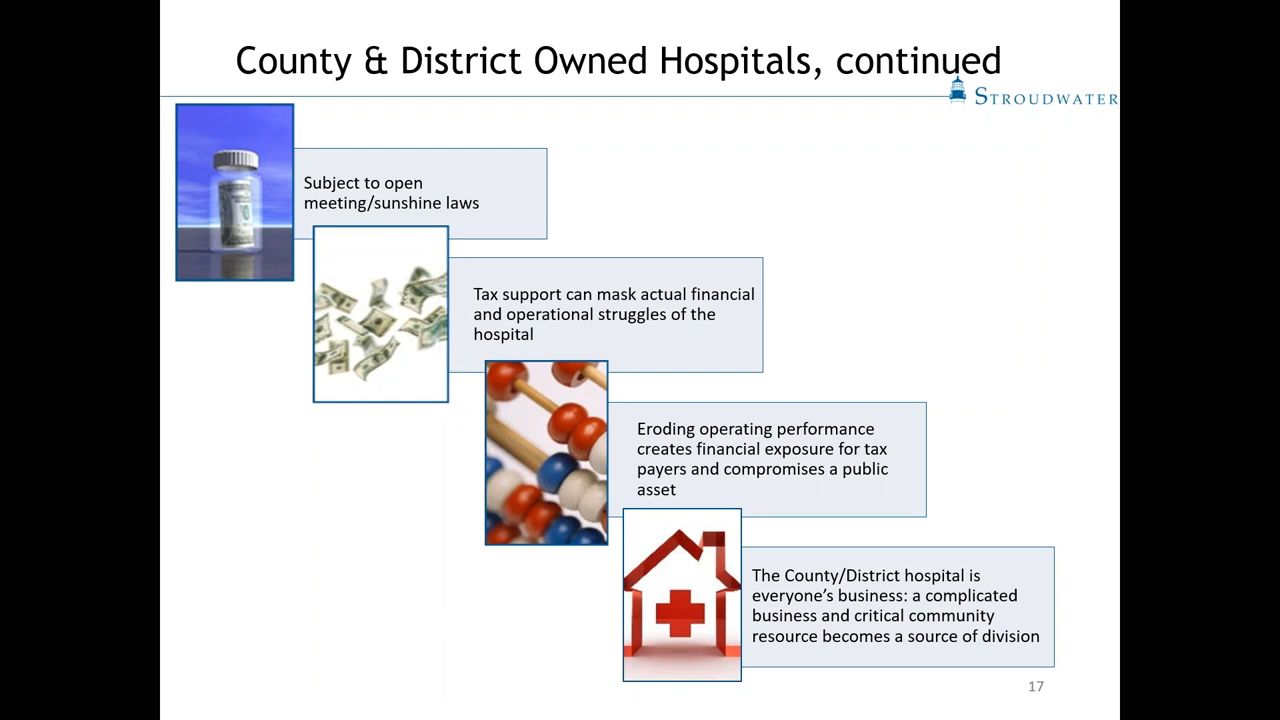 County & District Owned Hospitals, continued
STROUDWATER
Subject to open
meeting/sunshine laws
Tax support can mask actual financial
and operational struggles of the
hospital
Eroding operating performance
creates financial exposure for tax
payers and compromises a public
asset
The County/District hospital is
everyone’s business: a complicated
business and critical community
resource becomes a source of division
17